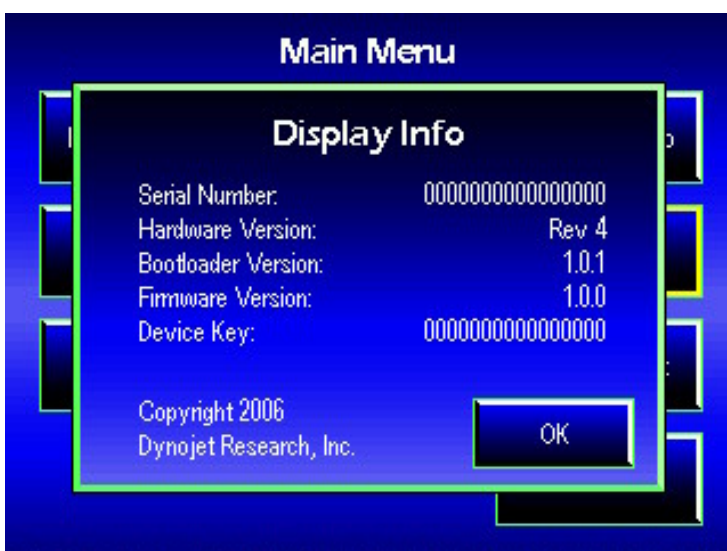 Main Menu
Display Info
Serial Number: 0000000000000000
Hardware Version: Rev 4
Bootloader Version: 1.0.1
Firmware Version: 1.0.0
Device Key: 0000000000000000
Copyright 2006
Dynojet Research, Inc.
OK